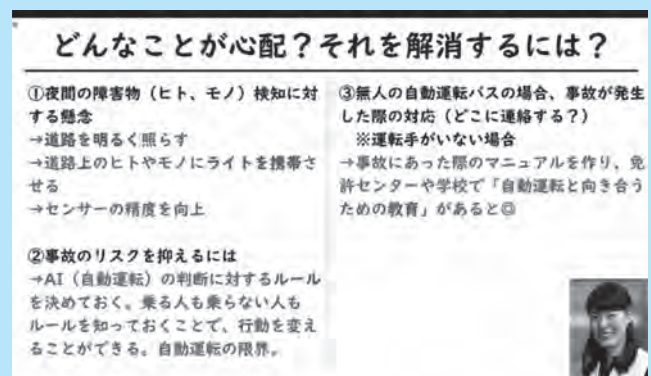 どんなことが心配？それを解消するには？
①夜間の障害物（ヒト、モノ）検知に対
する懸念
→道路を明るく照らす
→道路上のヒトやモノにライトを携帯さ
せる
→センサーの精度を向上
②事故のリスクを抑えるには
→AI（自動運転）の判断に対するルール
を決めておく。乗る人も乗らない人も
ルールを知っておくことで、行動を変え
ることができる。自動運転の限界。
③無人の自動運転バスの場合、事故が発生
した際の対応（どこに連絡する？）
※運転手がいない場合
→事故にあった際のマニュアルを作り、免
許センターや学校で「自動運転と向き合う
ための教育」があると◎